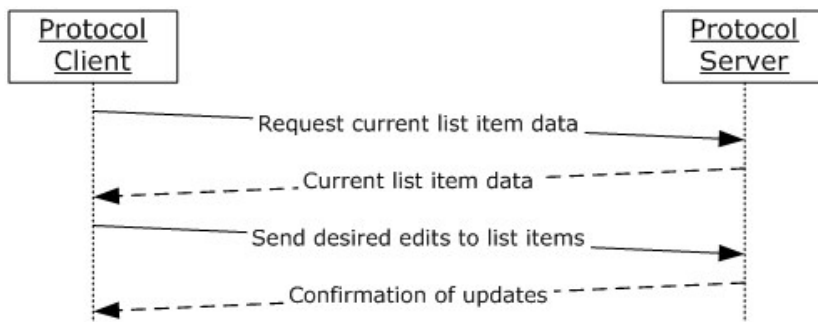 Protocol
Client
Protocol
Server
Request current list item data
Current list item data
Send desired edits to list items
Confirmation of updates